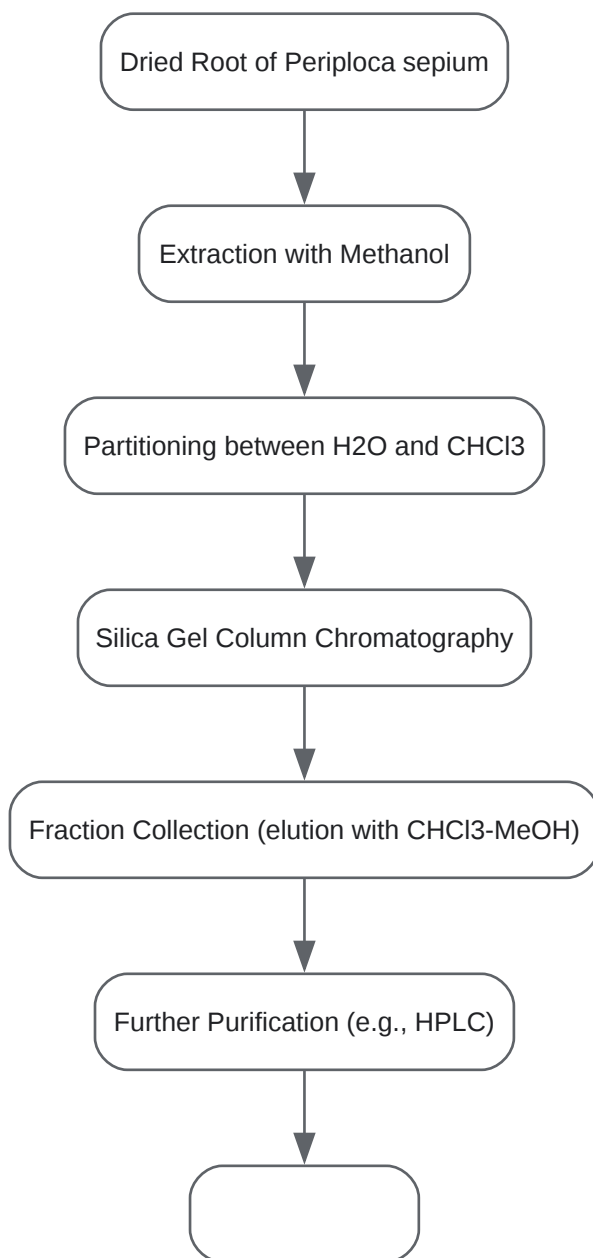 Dried Root of Periploca sepium
Extraction with Methanol
Partitioning between H2O and CHCl3
Silica Gel Column Chromatography
Fraction Collection (elution with CHCl3-MeOH)
Further Purification (e.g., HPLC)